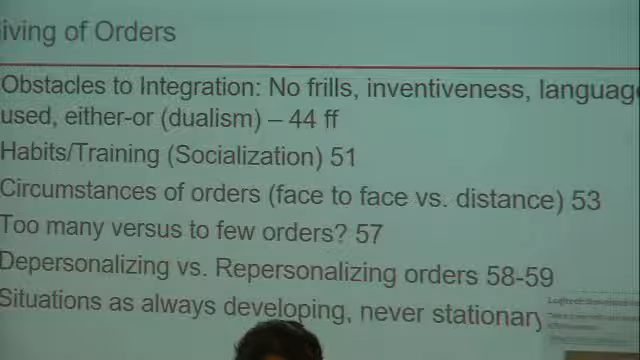 iving of Orders
Obstacles to Integration: No frills, inventiveness, languag
used, either-or (dualism) – 44 ff
Habits/Training (Socialization) 51
Circumstances of orders (face to face vs. distance) 53
Too many versus to few orders? 57
Depersonalizing vs. Repersonalizing orders 58-59
Situations as always developing, never stationary